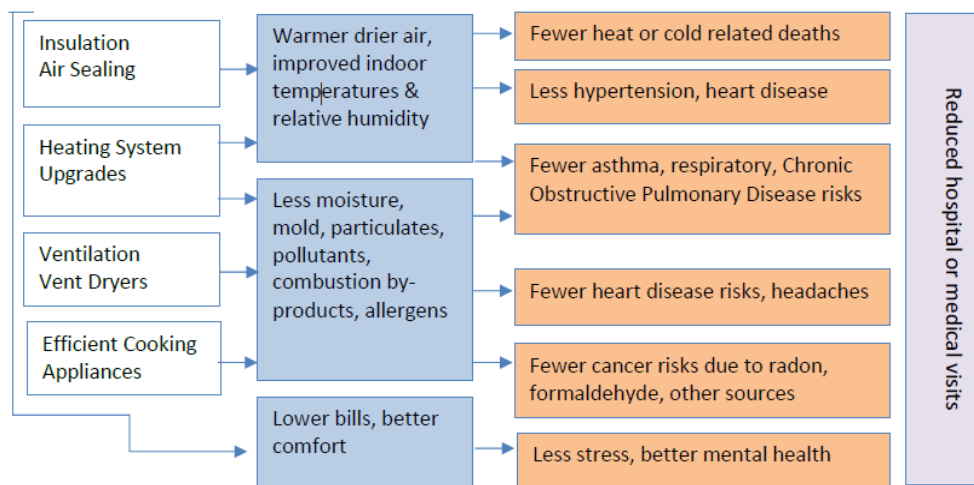 Insulation
Air Sealing
Heating System
Upgrades
Ventilation
Vent Dryers
Efficient Cooking
Appliances
Warmer drier air,
improved indoor
temperatures &
relative humidity
Less moisture,
mold, particulates,
pollutants,
combustion by-
products, allergens
Lower bills, better
comfort
Fewer heat or cold related deaths
Less hypertension, heart disease
Fewer asthma, respiratory, Chronic
Obstructive Pulmonary Disease risks
Fewer heart disease risks, headaches
Fewer cancer risks due to radon,
formaldehyde, other sources
Less stress, better mental health
Reduced hospital or medical visits